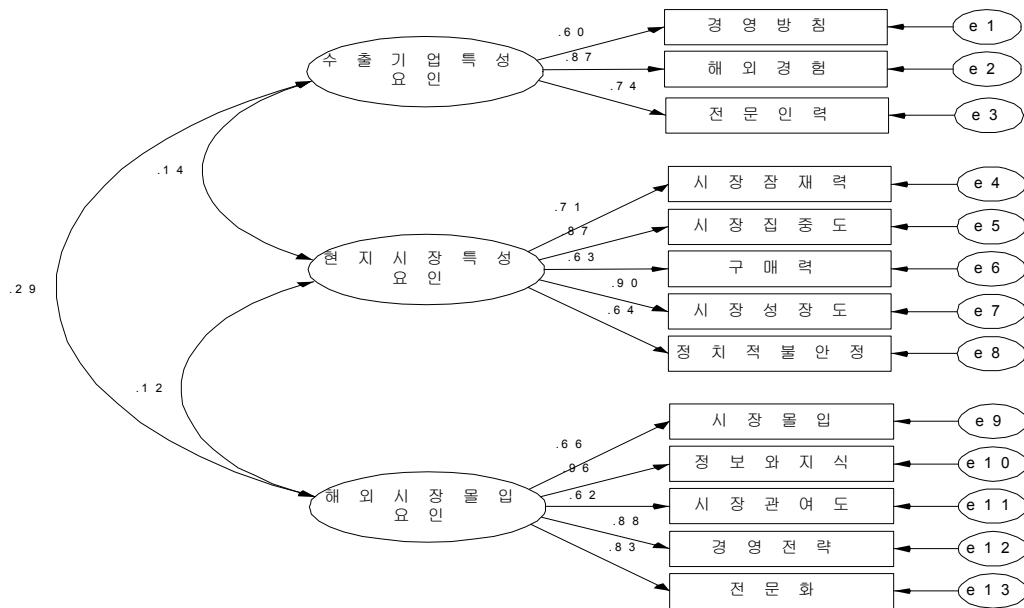 수 출 기 업 특 성
요 인
.60
.87
.74
경 영 방 침
e1
해 외 경 험
e2
전 문 인 력
e3
.14
현 지 시 장 특 성
요 인
.71
.87
.63
.90
.64
시 장 잠 재 력
e4
시 장 집 중 도
e5
구 매 력
e6
시 장 성 장 도
e7
정 치 적 불 안 정
e8
.29
.12
해 외 시 장 몰 입
요 인
.66
.96
.62
.88
.83
시 장 몰 입
e9
정 보 와 지 식
e10
시 장 관 여 도
e11
경 영 전 략
e12
전 문 화
e13